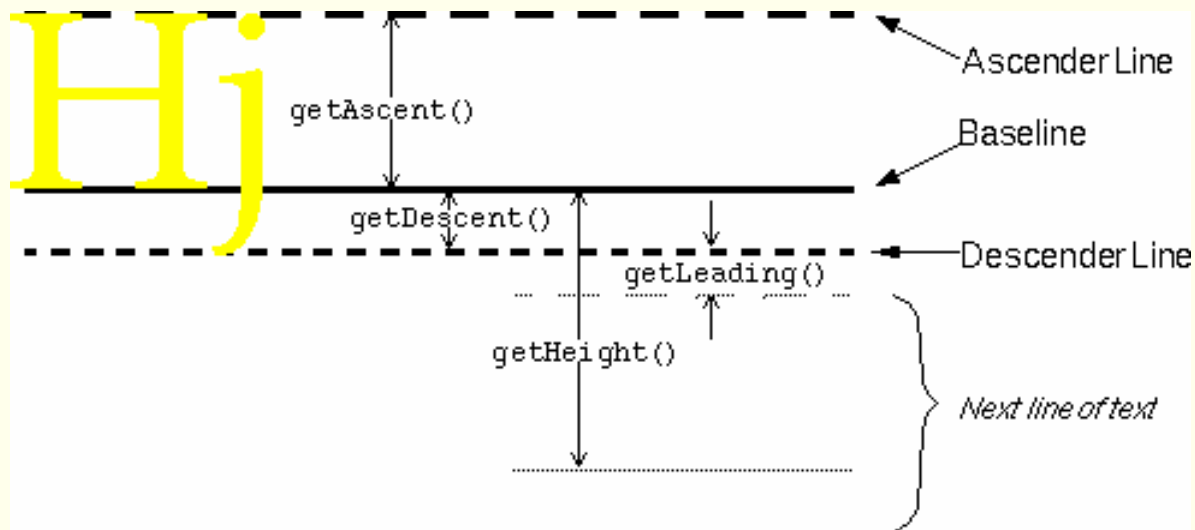 Hj
Ascender Line
getAscent()
Baseline
getDescent()
Descender Line
getLeading()
getHeight()
Next line of text